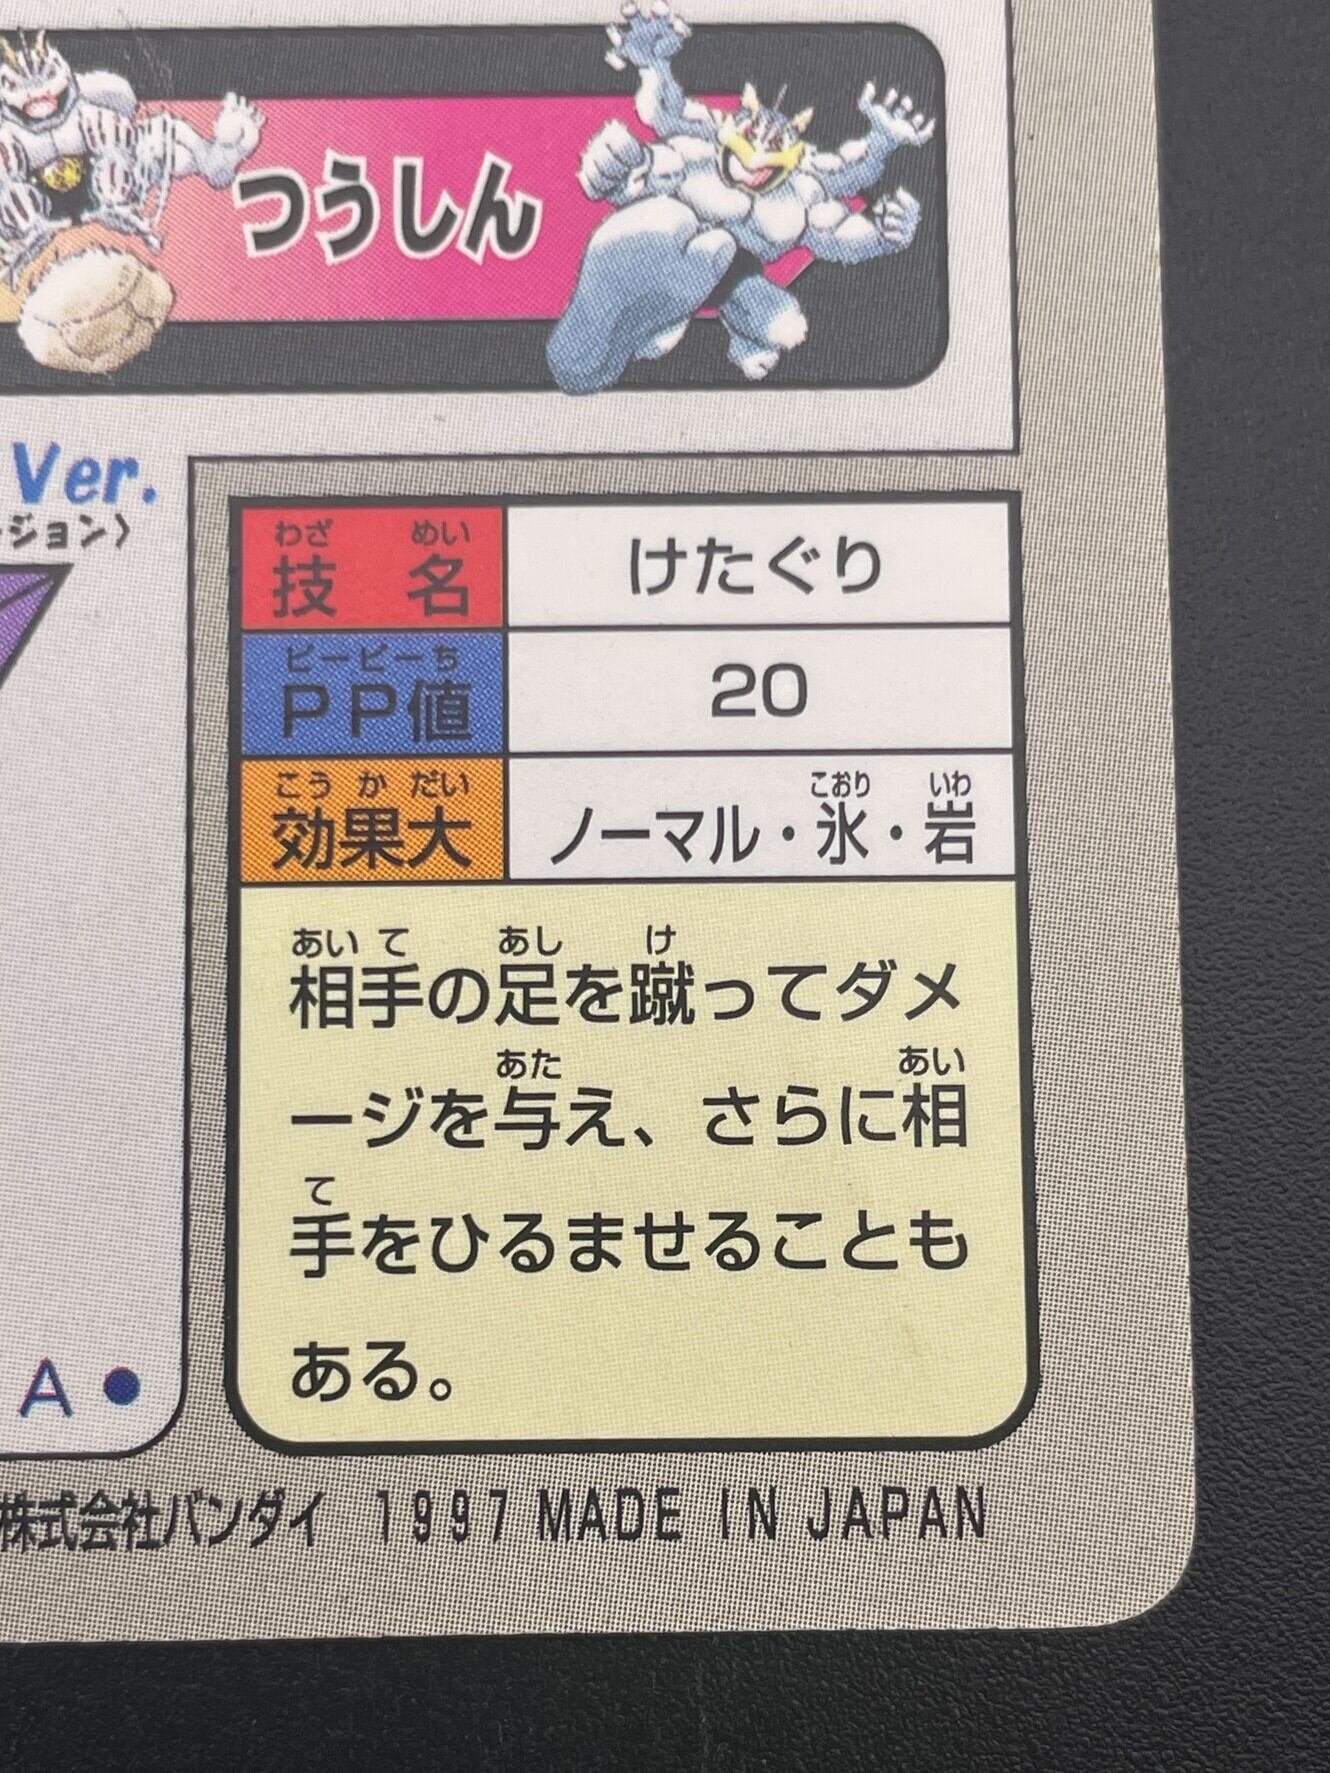 つうしん
Ver.
ージョン〉
わざ めい
技 名
けたぐり
ピーピーち
PP値
20
こうかだい
効果大
こおり いわ
ノーマル・氷・岩
あいて あし け
相手の足を蹴ってダメ
あた あい
ージを与え、さらに相
て
手をひるませることも
ある。
A ●
株式会社バンダイ 1997 MADE IN JAPAN